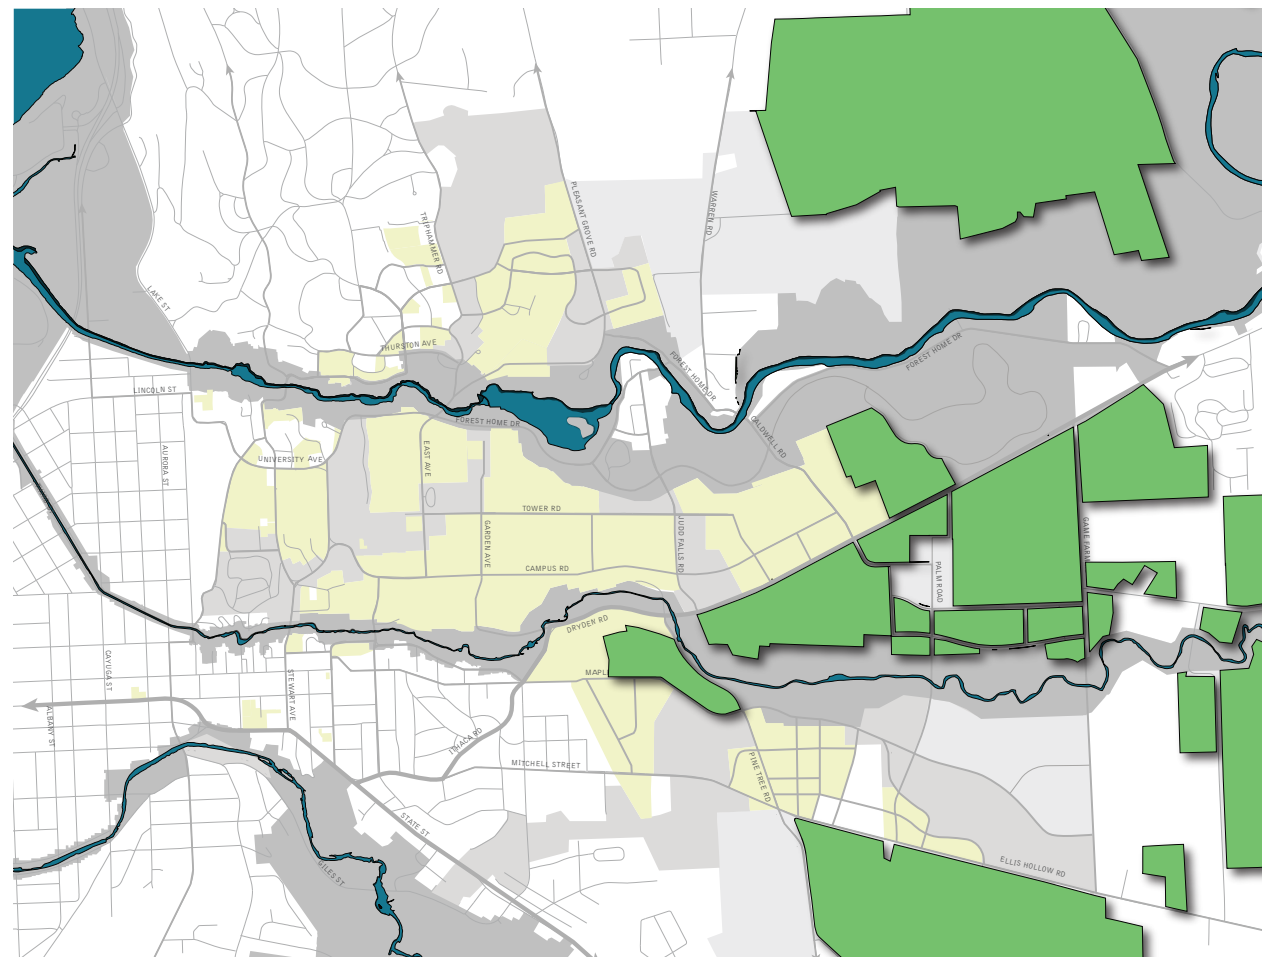 PLEASANT GROVE RD
WARREN RD
TRIPHAMMER RD
LAKE ST
THURSTON AVE
FOREST HOME DR
FOREST HOME DR
LINCOLN ST
FOREST HOME DR
CALDWELL RD
AURORA ST
UNIVERSITY AVE
EAST AVE
TOWER RD
GARDEN AVE
JUDD FALLS RD
GAME FARM
CAMPUS RD
PALM ROAD
DRYDER RD
CAYUGA ST
STEWART AVE
MAPL
ALBANY ST
ITHACA RD
MITCHELL STREET
PINE TREE RD
STATE ST
GILES ST
ELLIS HOLLOW RD